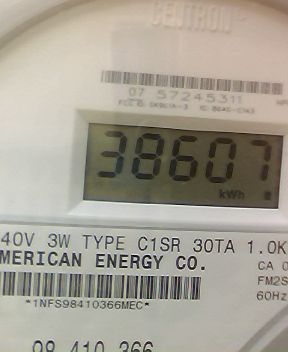 CENTRON
07 57245311
38607
kWh
40V 3W TYPE C1SR 30TA 1.0K
MERICAN ENERGY CO.
CA 0
FM2S
60Hz
*1NFS98410366MEC*
98 410 366